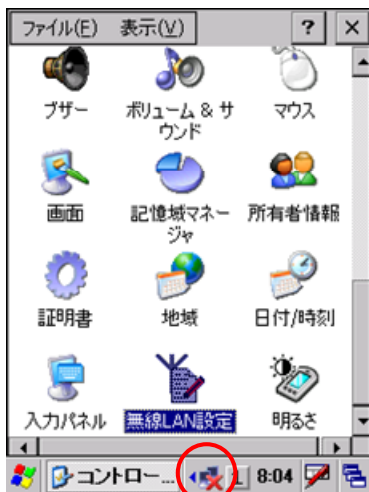 ファイル(F) 表示(V) ? ×
ブザー ボリューム & サ マウス
ウンド
画面 記憶域マネー 所有者情報
ジャ
証明書 地域 日付/時刻
入力パネル 無線LAN設定 明るさ
コントロー... 1 8:04